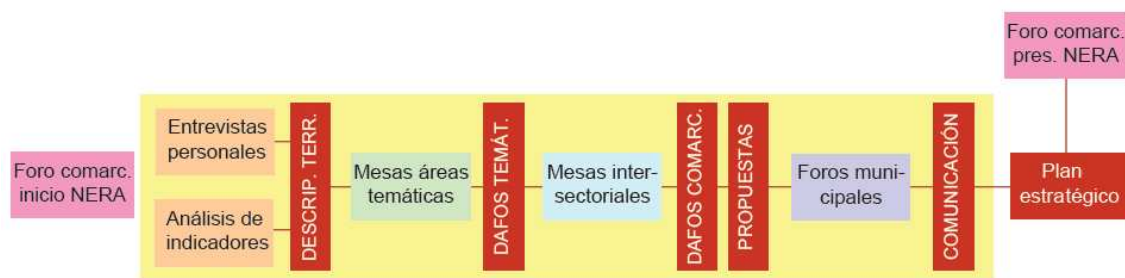 Foro comarc.
inicio NERA
Entrevistas
personales
Análisis de
indicadores
DESCRIP. TERR.
Mesas áreas
temáticas
DAFOS TEMÁT.
Mesas inter-
sectoriales
DAFOS COMARC.
PROPUESTAS
Foros muni-
cipales
COMUNICACIÓN
Plan
estratégico
Foro comarc.
pres. NERA